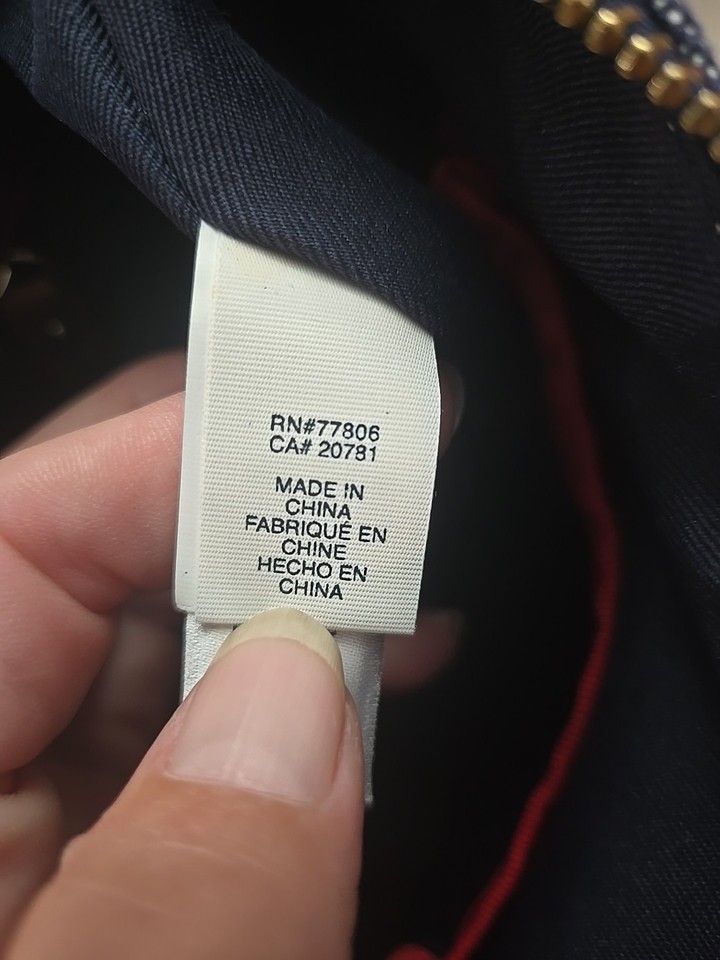 RN#77806
CA# 20781
MADE IN
CHINA
FABRIQUÉ EN
CHINE
HECHO EN
CHINA